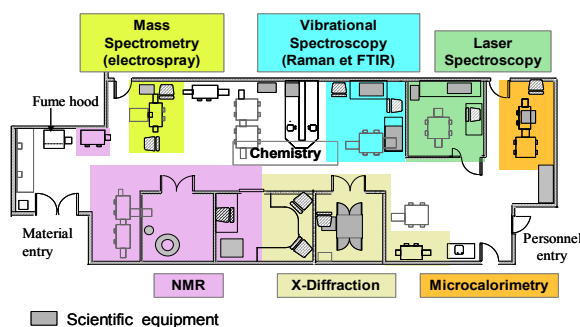 Mass
Spectrometry
(electrospray)
Vibrational
Spectroscopy
(Raman et FTIR)
Laser
Spectroscopy
Fume hood
Chemistry
Material
entry
Personnel
entry
NMR
X-Diffraction
Microcalorimetry
Scientific equipment